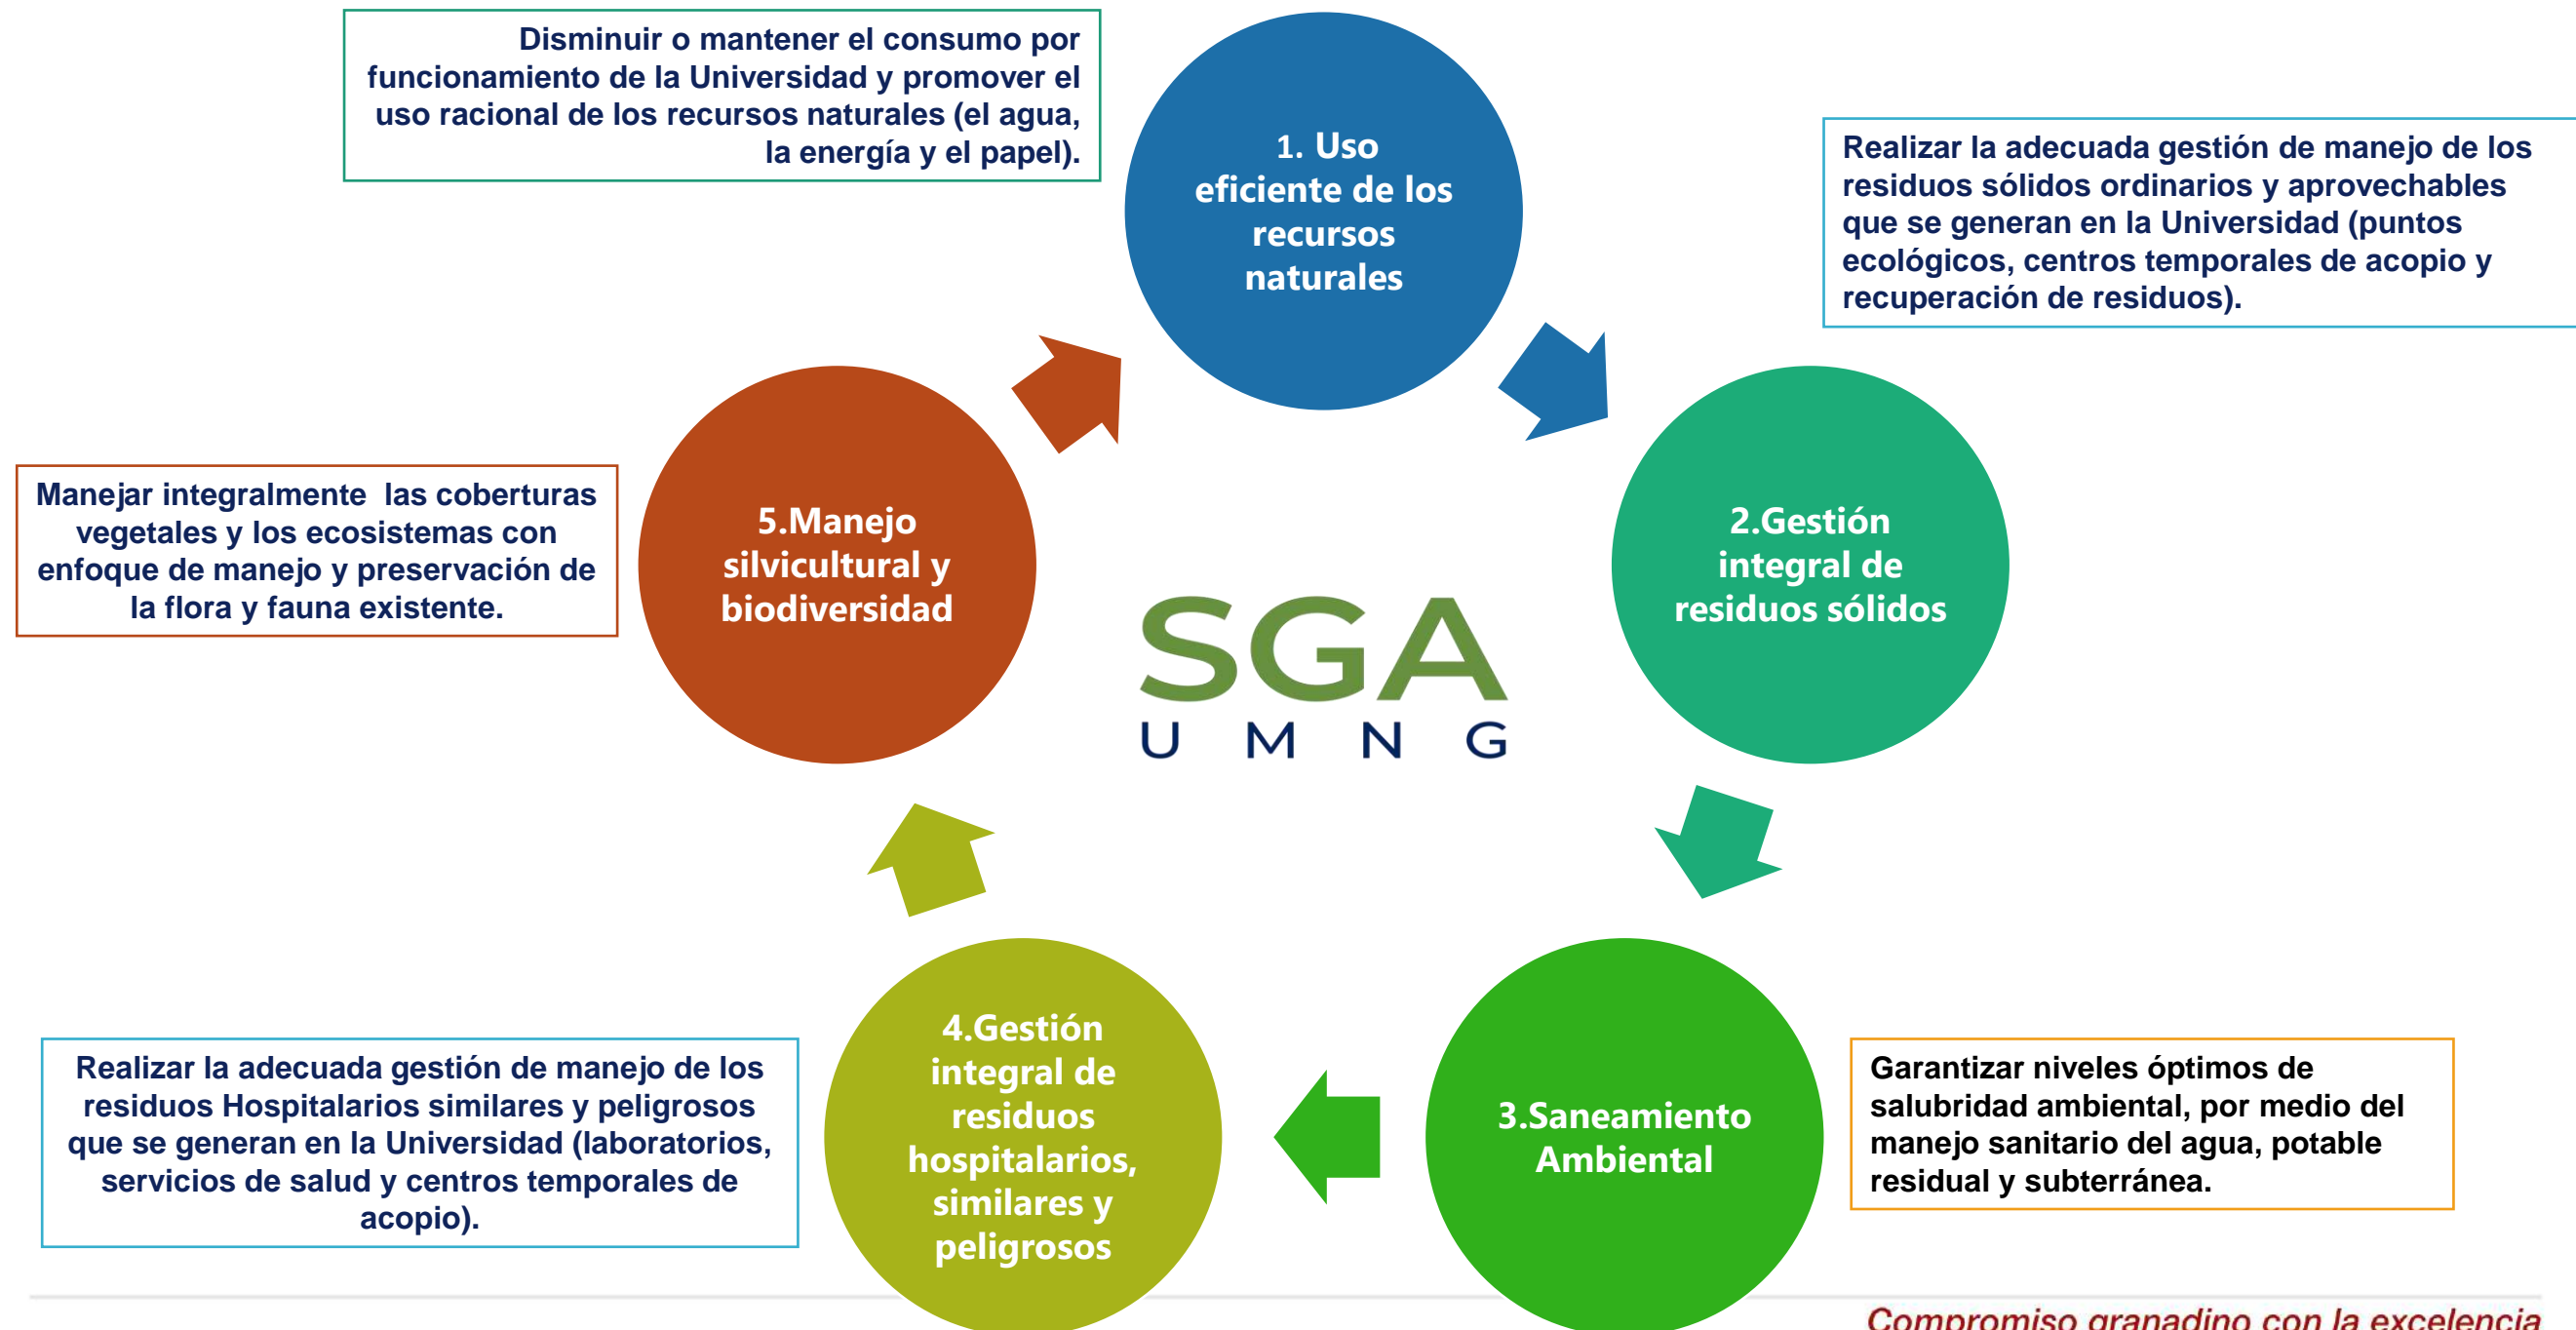 Disminuir o mantener el consumo por
funcionamiento de la Universidad y promover el
uso racional de los recursos naturales (el agua,
la energía y el papel).
1. Uso
eficiente de los
recursos
naturales
Realizar la adecuada gestión de manejo de los
residuos sólidos ordinarios y aprovechables
que se generan en la Universidad (puntos
ecológicos, centros temporales de acopio y
recuperación de residuos).
Manejar integralmente  las coberturas
vegetales y los ecosistemas con
enfoque de manejo y preservación de
la flora y fauna existente.
5.Manejo
silvicultural y
biodiversidad
2.Gestión
integral de
residuos sólidos
SGA
U M N G
Realizar la adecuada gestión de manejo de los
residuos Hospitalarios similares y peligrosos
que se generan en la Universidad (laboratorios,
servicios de salud y centros temporales de
acopio).
4.Gestión
integral de
residuos
hospitalarios,
similares y
peligrosos
3.Saneamiento
Ambiental
Garantizar niveles óptimos de
salubridad ambiental, por medio del
manejo sanitario del agua, potable
residual y subterránea.
Compromiso granadino con la excelencia